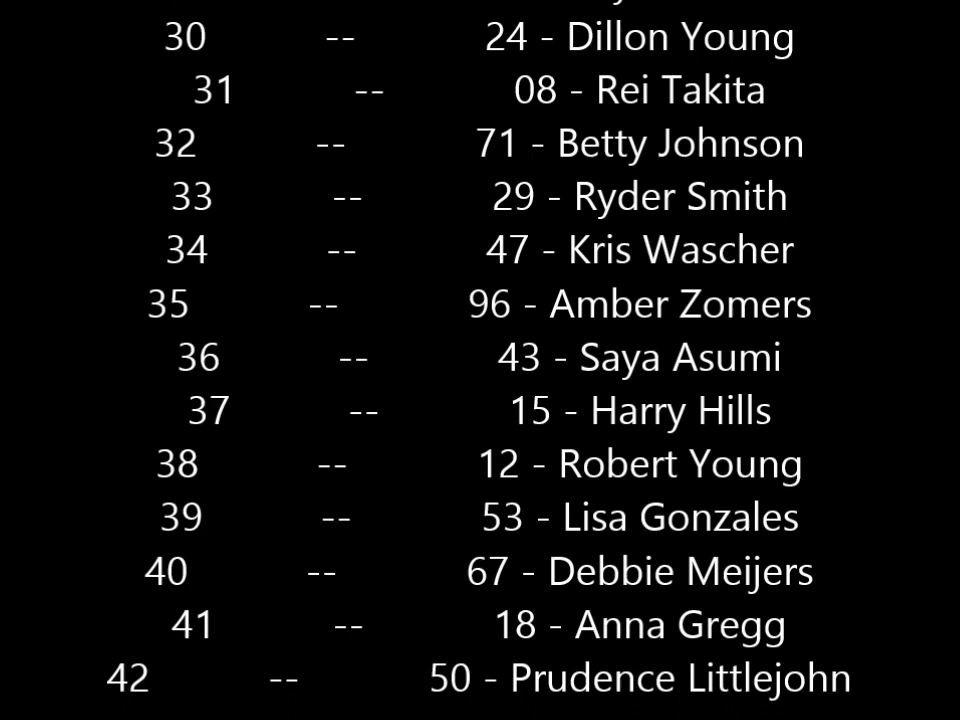 30 -- 24 - Dillon Young
31 -- 08 - Rei Takita
32 -- 71 - Betty Johnson
33 -- 29 - Ryder Smith
34 -- 47 - Kris Wascher
35 -- 96 - Amber Zomers
36 -- 43 - Saya Asumi
37 -- 15 - Harry Hills
38 -- 12 - Robert Young
39 -- 53 - Lisa Gonzales
40 -- 67 - Debbie Meijers
41 -- 18 - Anna Gregg
42 -- 50 - Prudence Littlejohn